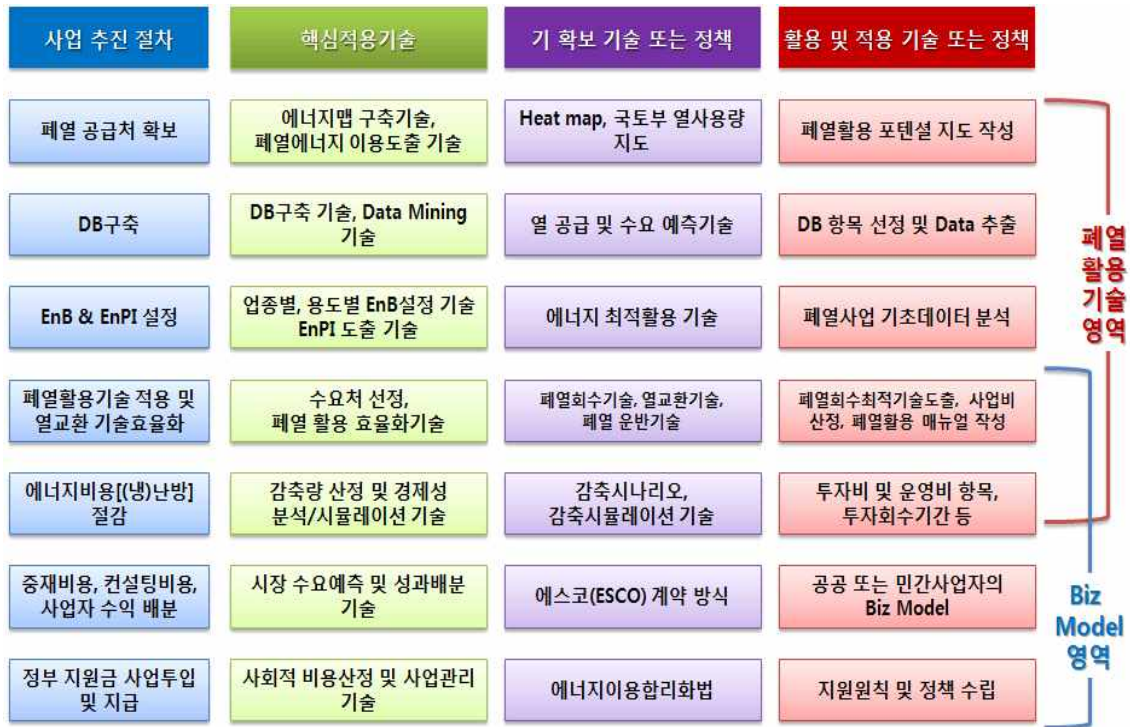 사업 추진 절차
핵심적용기술
기 확보 기술 또는 정책
활용 및 적용 기술 또는 정책
폐열 공급처 확보
에너지맵 구축기술,
폐열에너지 이용도출 기술
Heat map, 국토부 열사용량
지도
폐열활용 포텐셜 지도 작성
DB구축
DB구축 기술, Data Mining
기술
열 공급 및 수요 예측기술
DB 항목 선정 및 Data 추출
EnB & EnPI 설정
업종별, 용도별 EnB설정 기술
EnPI 도출 기술
에너지 최적활용 기술
폐열사업 기초데이터 분석
폐열활용기술 적용 및
열교환 기술효율화
수요처 선정,
폐열 활용 효율화기술
폐열회수기술, 열교환기술,
폐열 운반기술
폐열회수최적기술도출, 사업비
산정, 폐열활용 매뉴얼 작성
에너지비용[(냉)난방]
절감
감축량 산정 및 경제성
분석/시뮬레이션 기술
감축시나리오,
감축시뮬레이션 기술
투자비 및 운영비 항목,
투자회수기간 등
중재비용, 컨설팅비용,
사업자 수익 배분
시장 수요예측 및 성과배분
기술
에스코(ESCO) 계약 방식
공공 또는 민간사업자의
Biz Model
정부 지원금 사업투입
및 지급
사회적 비용산정 및 사업관리
기술
에너지이용합리화법
지원원칙 및 정책 수립
폐열
활용
기술
영역
Biz
Model
영역